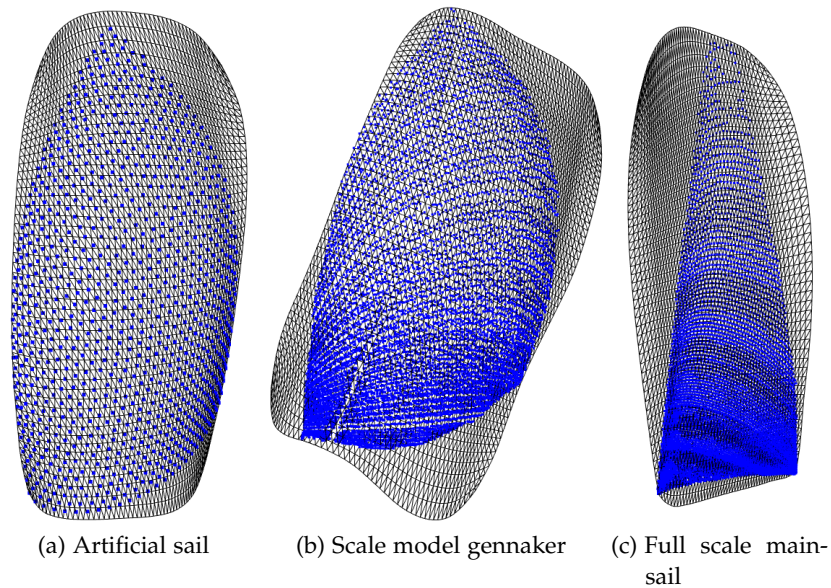 (a) Artificial sail
(b) Scale model gennaker
(c) Full scale main-
sail